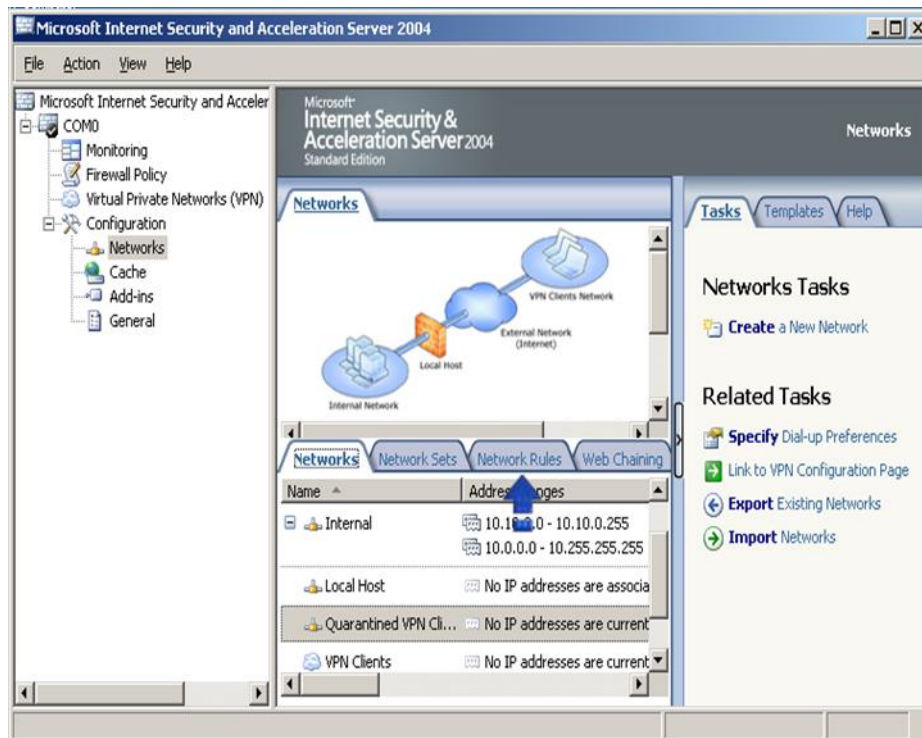 Microsoft Internet Security and Acceleration Server 2004
File Action View Help
Microsoft Internet Security and Acceler
COM0
Monitoring
Firewall Policy
Virtual Private Networks (VPN)
Configuration
Networks
Cache
Add-ins
General
Microsoft
Internet Security &
Acceleration Server 2004
Standard Edition
Networks
Networks
VPN Clients Network
External Network
(Internet)
Local Host
Internal Network
Networks Network Sets Network Rules Web Chaining
Name
Internal
10.0.0.0 - 10.255.255.255
Local Host No IP addresses are associa
Quarantined VPN Cli... No IP addresses are current
VPN Clients No IP addresses are current
Tasks Templates Help
Networks Tasks
Create a New Network
Related Tasks
Specify Dial-up Preferences
Link to VPN Configuration Page
Export Existing Networks
Import Networks